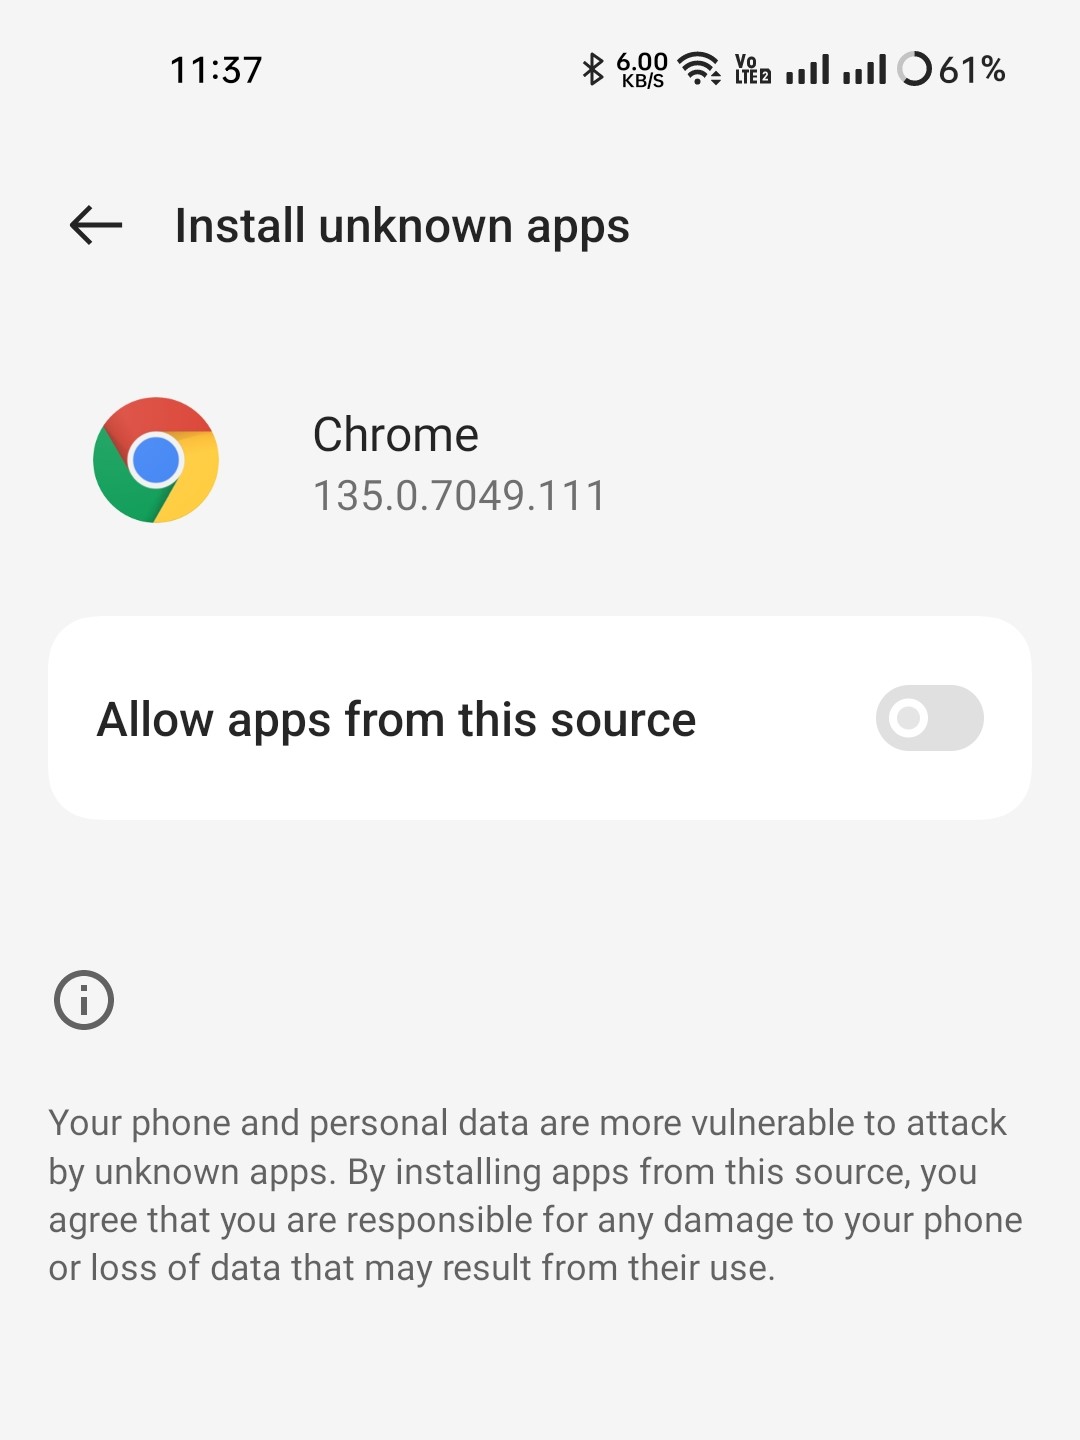 11:37
6.00
KB/S
Vo
LTE 2
61%
Install unknown apps
Chrome
135.0.7049.111
Allow apps from this source
Your phone and personal data are more vulnerable to attack
by unknown apps. By installing apps from this source, you
agree that you are responsible for any damage to your phone
or loss of data that may result from their use.